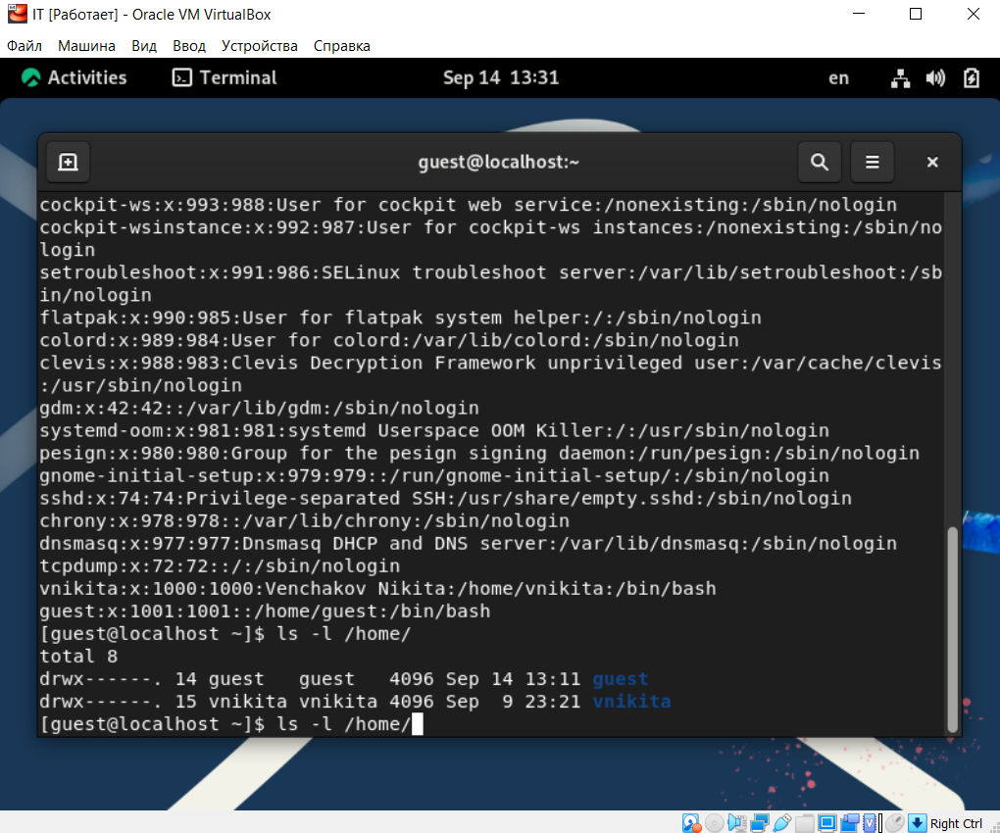 IT [Работает] - Oracle VM VirtualBox
Файл Машина Вид Ввод Устройства Справка
Activities Terminal Sep 14 13:31 en
guest@localhost:~
cockpit-ws:x:993:988:User for cockpit web service:/nonexisting:/sbin/nologin
cockpit-wsinstance:x:992:987:User for cockpit-ws instances:/nonexisting:/sbin/no
login
setroubleshoot:x:991:986:SELinux troubleshoot server:/var/lib/setroubleshoot:/sb
in/nologin
flatpak:x:990:985:User for flatpak system helper:/:/sbin/nologin
colord:x:989:984:User for colord:/var/lib/colord:/sbin/nologin
clevis:x:988:983:Clevis Decryption Framework unprivileged user:/var/cache/clevis
:/usr/sbin/nologin
gdm:x:42:42::/var/lib/gdm:/sbin/nologin
systemd-oom:x:981:981:systemd Userspace OOM Killer:/:/usr/sbin/nologin
pesign:x:980:980:Group for the pesign signing daemon:/run/pesign:/sbin/nologin
gnome-initial-setup:x:979:979::/run/gnome-initial-setup/:/sbin/nologin
sshd:x:74:74:Privilege-separated SSH:/usr/share/empty.sshd:/sbin/nologin
chrony:x:978:978::/var/lib/chrony:/sbin/nologin
dnsmasq:x:977:977:Dnsmasq DHCP and DNS server:/var/lib/dnsmasq:/sbin/nologin
tcpdump:x:72:72::/:/sbin/nologin
vnikita:x:1000:1000:Venchakov Nikita:/home/vnikita:/bin/bash
guest:x:1001:1001::/home/guest:/bin/bash
[guest@localhost ~]$ ls -l /home/
total 8
drwx------. 14 guest   guest   4096 Sep 14 13:11 guest
drwx------. 15 vnikita vnikita 4096 Sep  9 23:21 vnikita
[guest@localhost ~]$ ls -l /home/
Right Ctrl